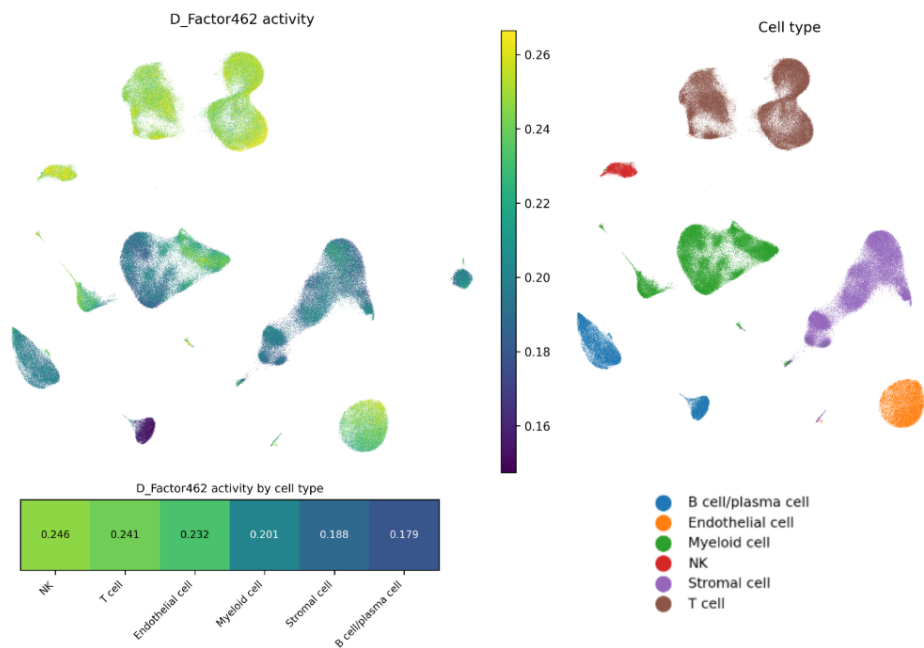 D_Factor462 activity
Cell type
0.26
0.24
0.22
0.20
0.18
0.16
D_Factor462 activity by cell type
0.246 0.241 0.232 0.201 0.188 0.179
NK T cell Endothelial cell Myeloid cell Stromal cell B cell/plasma cell
B cell/plasma cell
Endothelial cell
Myeloid cell
NK
Stromal cell
T cell